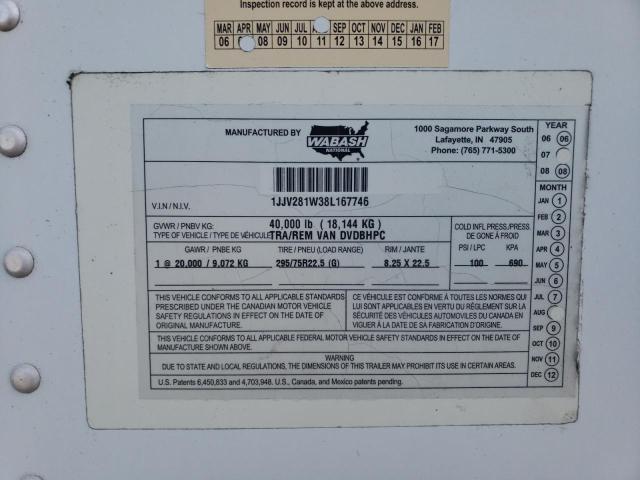 Inspection record is kept at the address below.
MAR APR MAY JUN JUL SEP OCT NOV DEC JAN FEB
06 08 09 10 11 12 13 14 15 16 17
MANUFACTURED BY
WABASH
NATIONAL
1000 Sagamore Parkway South
Lafayette, IN 47905
Phone: (765) 771-5300
V.I.N / N.I.V.
1JJV281W38L167746
GVWR / PNBV KG: 40,000 lb ( 18,144 KG )
TYPE OF VEHICLE / TYPE DE VÉHICULE TRA/REM VAN DVDBHPC
COLD INFL PRESS/PRESS
DE GONE À FROID
GAWR / PNBE KG TIRE / PNEU (LOAD RANGE) RIM / JANTE PSI / LPC KPA
1 @ 20,000 / 9,072 KG 295/75R22.5 (G) 8.25 X 22.5 100 690
THIS VEHICLE CONFORMS TO ALL APPLICABLE STANDARDS
PRESCRIBED UNDER THE CANADIAN MOTOR VEHICLE
SAFETY REGULATIONS IN EFFECT ON THE DATE OF
ORIGINAL MANUFACTURE.
CE VÉHICULE EST CONFORME À TOUTES LES NORMES QUI
LUI SONT APPLICABLES EN VERTU DU RÈGLEMENT SUR LA
SÉCURITÉ DES VÉHICULES AUTOMOBILES DU CANADA EN
VIGUER À LA DATE DE SA FABRICATION D'ORIGINE.
THIS VEHICLE CONFORMS TO ALL APPLICABLE FEDERAL MOTOR VEHICLE SAFETY STANDARDS IN EFFECT ON THE DATE OF
MANUFACTURE SHOWN ABOVE.
WARNING
DUE TO STATE AND LOCAL REGULATIONS, THE DIMENSIONS OF THIS TRAILER MAY PROHIBIT ITS USE IN CERTAIN AREAS.
U.S. Patents 6,450,833 and 4,703,948. U.S., Canadian, and Mexico patents pending.
YEAR
06 06
07
08 08
MONTH
JAN 1
FEB 2
MAR 3
APR 4
MAY 5
JUN 6
JUL 7
AUG
SEP 9
OCT 10
NOV 11
DEC 12